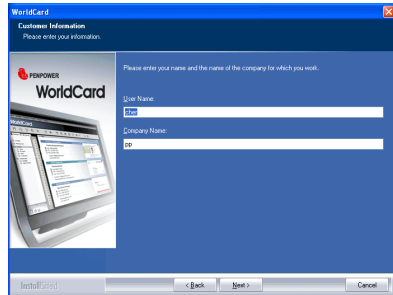 WorldCard
Customer Information
Please enter your information.
PENPOWER
WorldCard
Please enter your name and the name of the company for which you work.
User Name:
cher
Company Name:
pp
InstallShield
< Back
Next >
Cancel